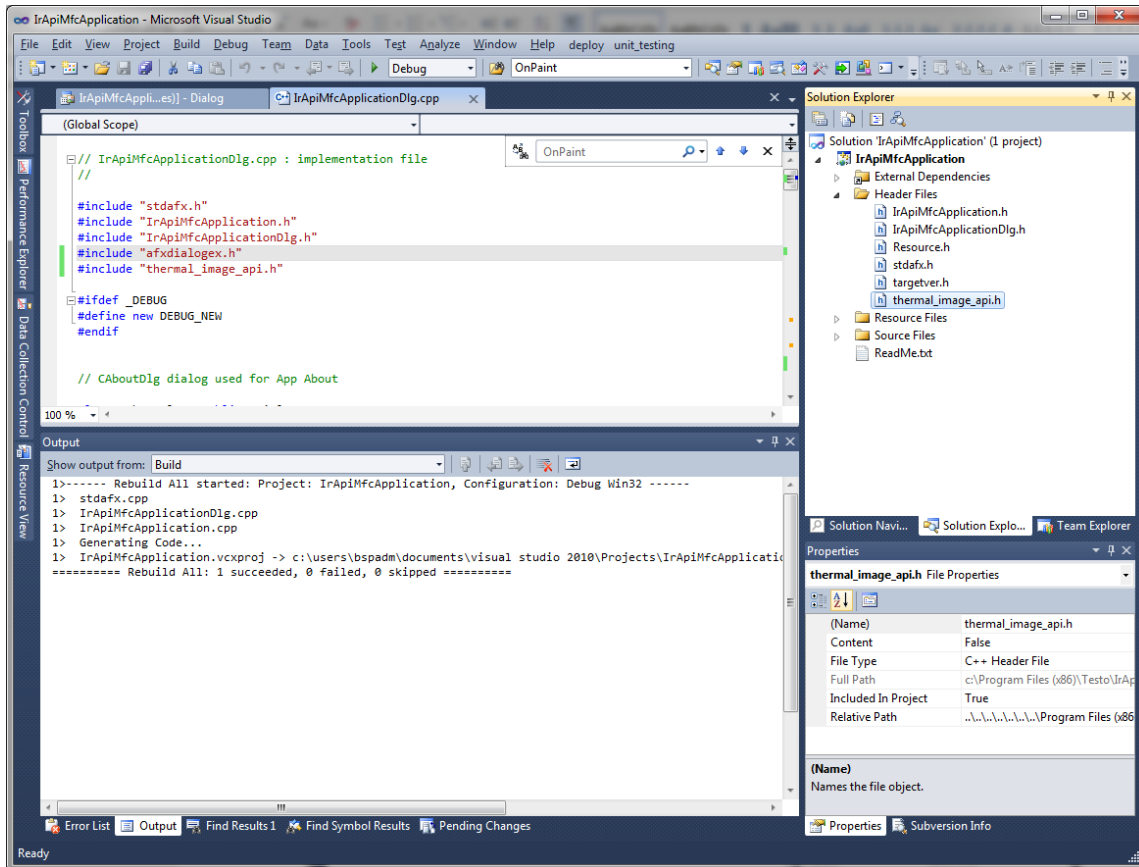 IrApiMfcApplication - Microsoft Visual Studio
File Edit View Project Build Debug Team Data Tools Test Analyze Window Help deploy unit_testing
Debug OnPaint
Toolbox
Performance Explorer
Data Collection Control
Resource View
IrApiMfcAppli...es)] - Dialog IrApiMfcApplicationDlg.cpp
(Global Scope)
OnPaint
// IrApiMfcApplicationDlg.cpp : implementation file
//
#include "stdafx.h"
#include "IrApiMfcApplication.h"
#include "IrApiMfcApplicationDlg.h"
#include "afxdialogex.h"
#include "thermal_image_api.h"
#ifdef _DEBUG
#define new DEBUG_NEW
#endif
// CAboutDlg dialog used for App About
100 %
Output
Show output from: Build
1>------ Rebuild All started: Project: IrApiMfcApplication, Configuration: Debug Win32 ------
1> stdafx.cpp
1> IrApiMfcApplicationDlg.cpp
1> IrApiMfcApplication.cpp
1> Generating Code...
1> IrApiMfcApplication.vcxproj -> c:\users\bspadm\documents\visual studio 2010\Projects\IrApiMfcApplicatio
========== Rebuild All: 1 succeeded, 0 failed, 0 skipped ==========
Error List Output Find Results 1 Find Symbol Results Pending Changes
Ready
Solution Explorer
Solution 'IrApiMfcApplication' (1 project)
IrApiMfcApplication
External Dependencies
Header Files
IrApiMfcApplication.h
IrApiMfcApplicationDlg.h
Resource.h
stdafx.h
targetver.h
thermal_image_api.h
Resource Files
Source Files
ReadMe.txt
Solution Navi... Solution Explo... Team Explorer
Properties
thermal_image_api.h File Properties
(Name) thermal_image_api.h
Content False
File Type C++ Header File
Full Path c:\Program Files (x86)\Testo\IrAp
Included In Project True
Relative Path ..\..\..\..\..\..\..\Program Files (x86
(Name)
Names the file object.
Properties Subversion Info